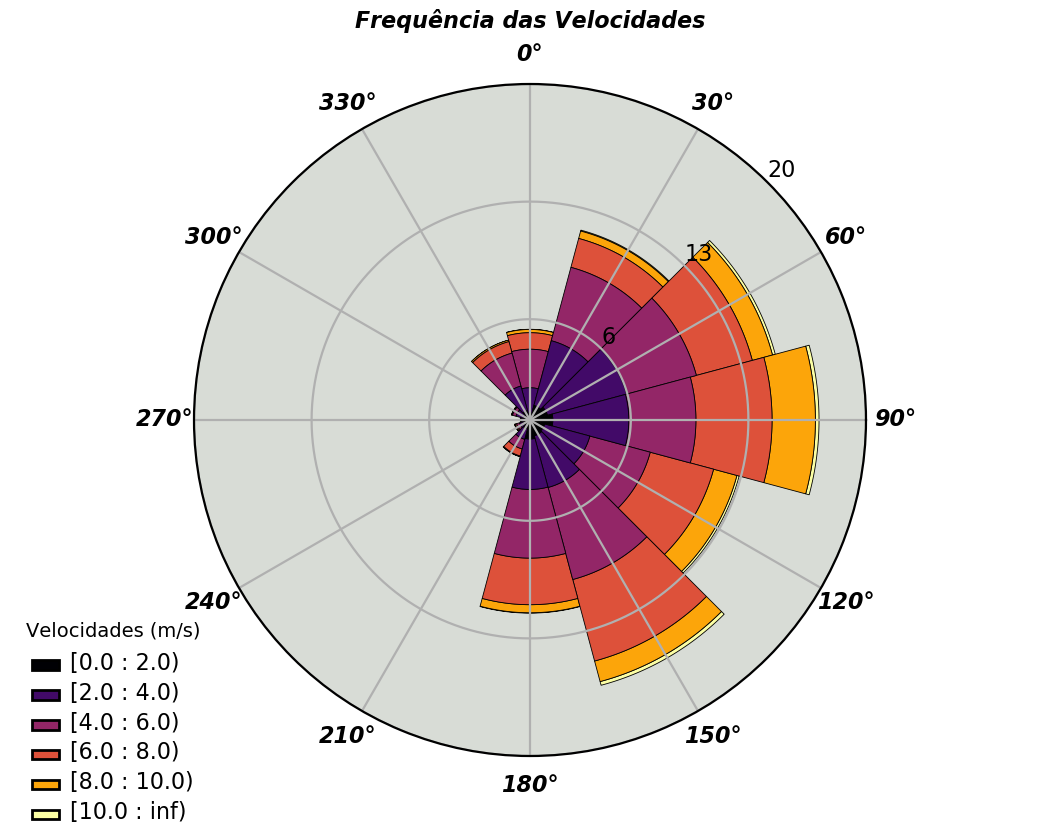 Frequência das Velocidades
0°
330°
30°
20
300°
60°
13
6
270°
90°
240°
120°
Velocidades (m/s)
[0.0 : 2.0)
[2.0 : 4.0)
[4.0 : 6.0)
[6.0 : 8.0)
[8.0 : 10.0)
[10.0 : inf)
210°
150°
180°